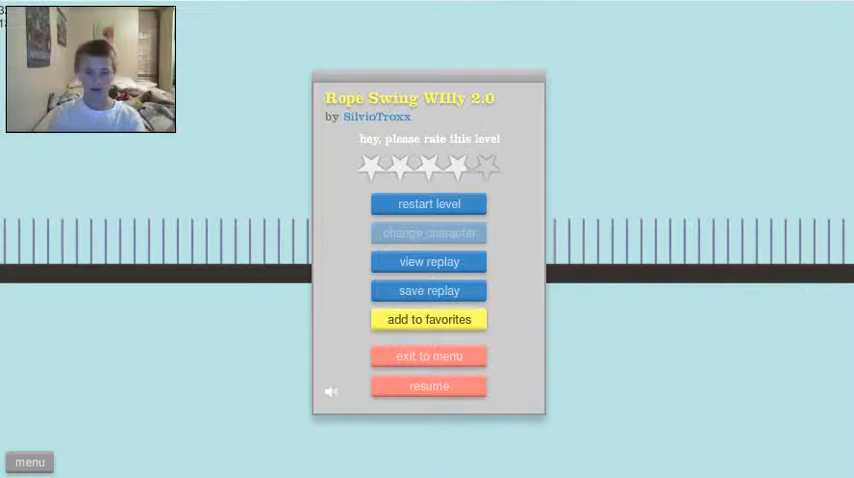 Rope Swing WIlly 2.0
by SilvioTroxx
hey, please rate this level
restart level
change character
view replay
save replay
add to favorites
exit to menu
resume
menu